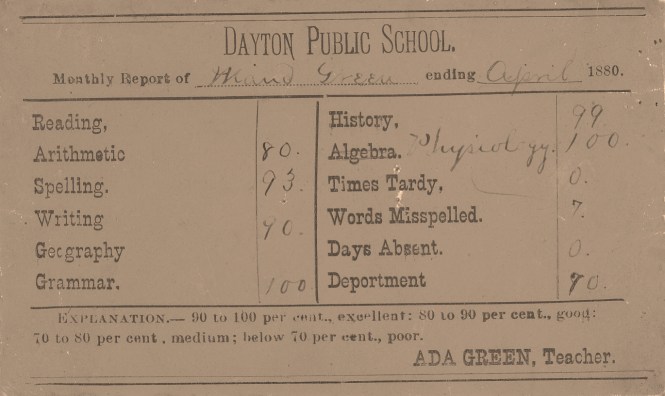 DAYTON PUBLIC SCHOOL.
Monthly Report of Maud Green ending April 1880.
Reading,
Arithmetic 80.
Spelling. 93.
Writing 90.
Geography
Grammar. 100
History, 99
Algebra. Physiology. 100.
Times Tardy, 0.
Words Misspelled. 7.
Days Absent. 0.
Deportment 90.
EXPLANATION.— 90 to 100 per cent., excellent: 80 to 90 per cent., good:
70 to 80 per cent, medium; below 70 per cent., poor.
ADA GREEN, Teacher.